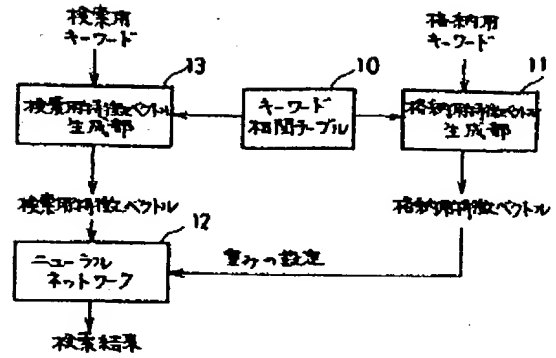 検索用
キーワード
格納用
キーワード
13
10
11
検索用特徴ベクトル
生成部
キーワード
相関テーブル
格納用特徴ベクトル
生成部
検索用特徴ベクトル
格納用特徴ベクトル
12
ニューラル
ネットワーク
重みの設定
検索結果